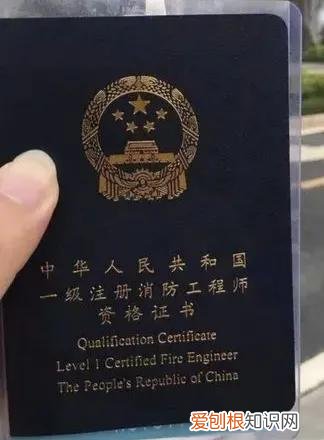 中华人民共和国
一级注册消防工程师
资格证书
Qualification Certificate
Level 1 Certified Fire Engineer
The People's Republic of China
爱刨根知识网